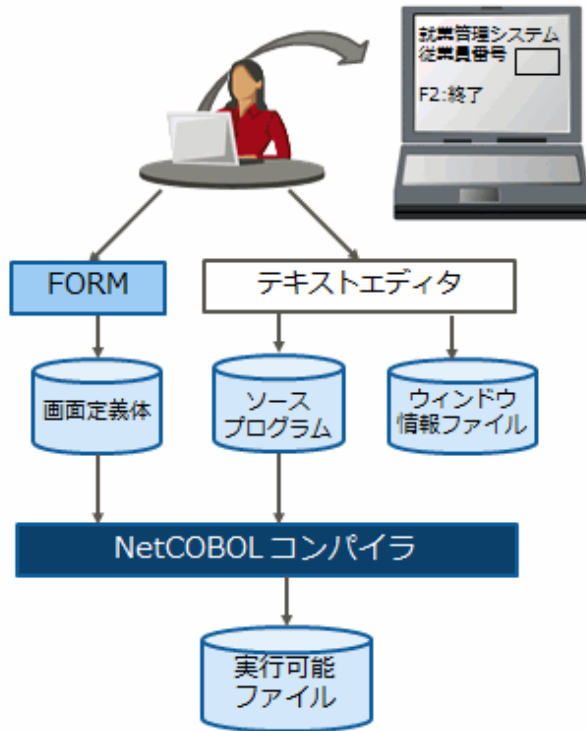 就業管理システム
従業員番号
F2:終了
FORM
テキストエディタ
画面定義体
ソース
プログラム
ウィンドウ
情報ファイル
NetCOBOL コンパイラ
実行可能
ファイル